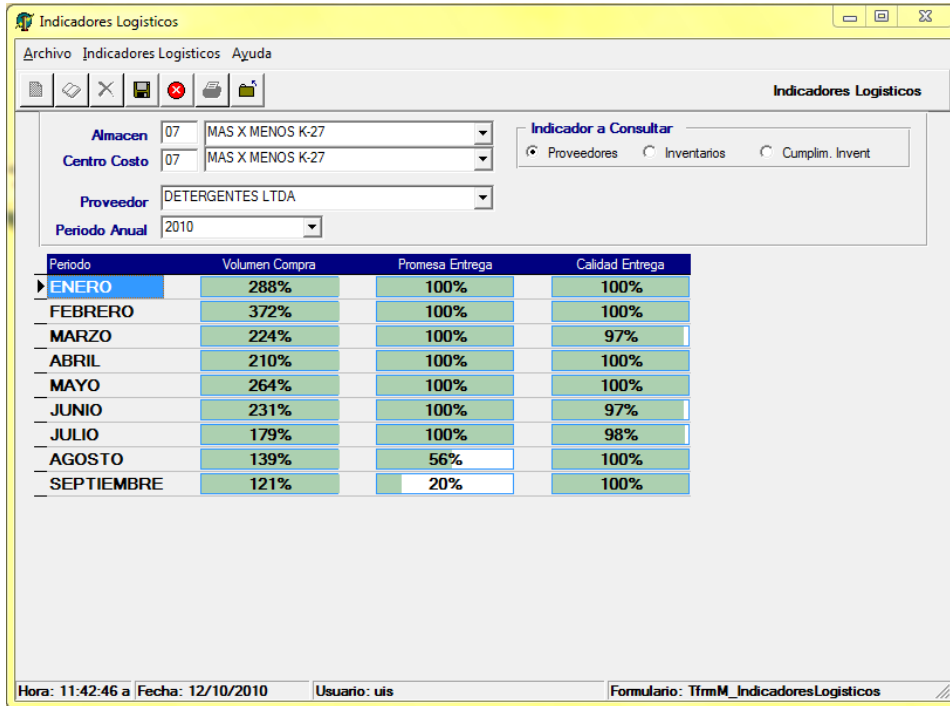 Indicadores Logisticos
Archivo Indicadores Logisticos Ayuda
Indicadores Logisticos
Almacen 07 MAS X MENOS K-27
Centro Costo 07 MAS X MENOS K-27
Proveedor DETERGENTES LTDA
Periodo Anual 2010
Indicador a Consultar
Proveedores Inventarios Cumplim. Invent
Periodo Volumen Compra Promesa Entrega Calidad Entrega
ENERO 288% 100% 100%
FEBRERO 372% 100% 100%
MARZO 224% 100% 97%
ABRIL 210% 100% 100%
MAYO 264% 100% 100%
JUNIO 231% 100% 97%
JULIO 179% 100% 98%
AGOSTO 139% 56% 100%
SEPTIEMBRE 121% 20% 100%
Hora: 11:42:46 a Fecha: 12/10/2010 Usuario: uis Formulario: TfrmM_IndicadoresLogisticos